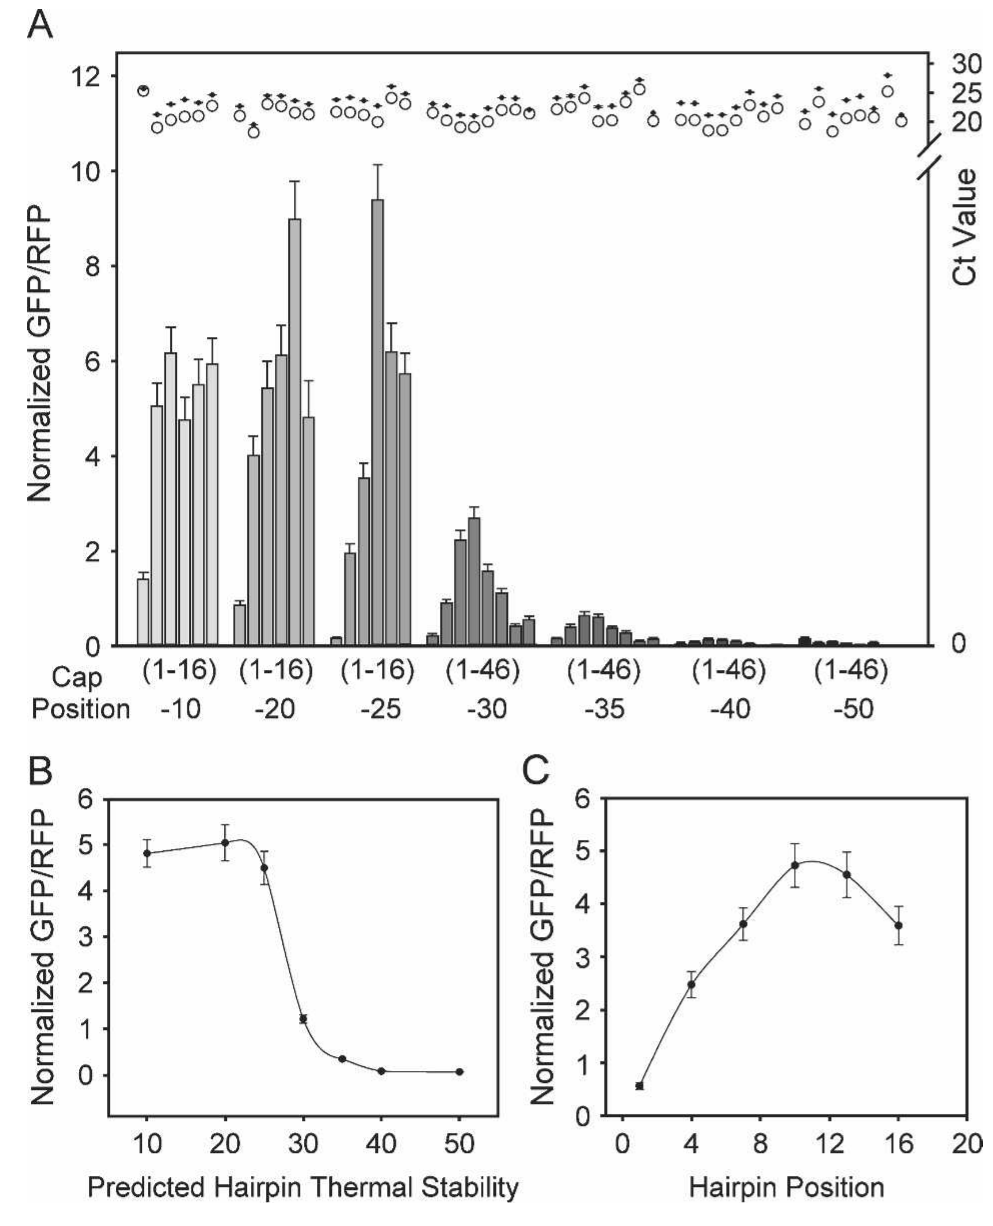 A
12
10
8
6
4
2
0
Normalized GFP/RFP
30
25
20
0
Ct Value
Cap (1-16) (1-16) (1-16) (1-46) (1-46) (1-46) (1-46)
Position -10 -20 -25 -30 -35 -40 -50
B
6
5
4
3
2
1
0
Normalized GFP/RFP
10 20 30 40 50
Predicted Hairpin Thermal Stability
C
6
5
4
3
2
1
0
Normalized GFP/RFP
0 4 8 12 16 20
Hairpin Position